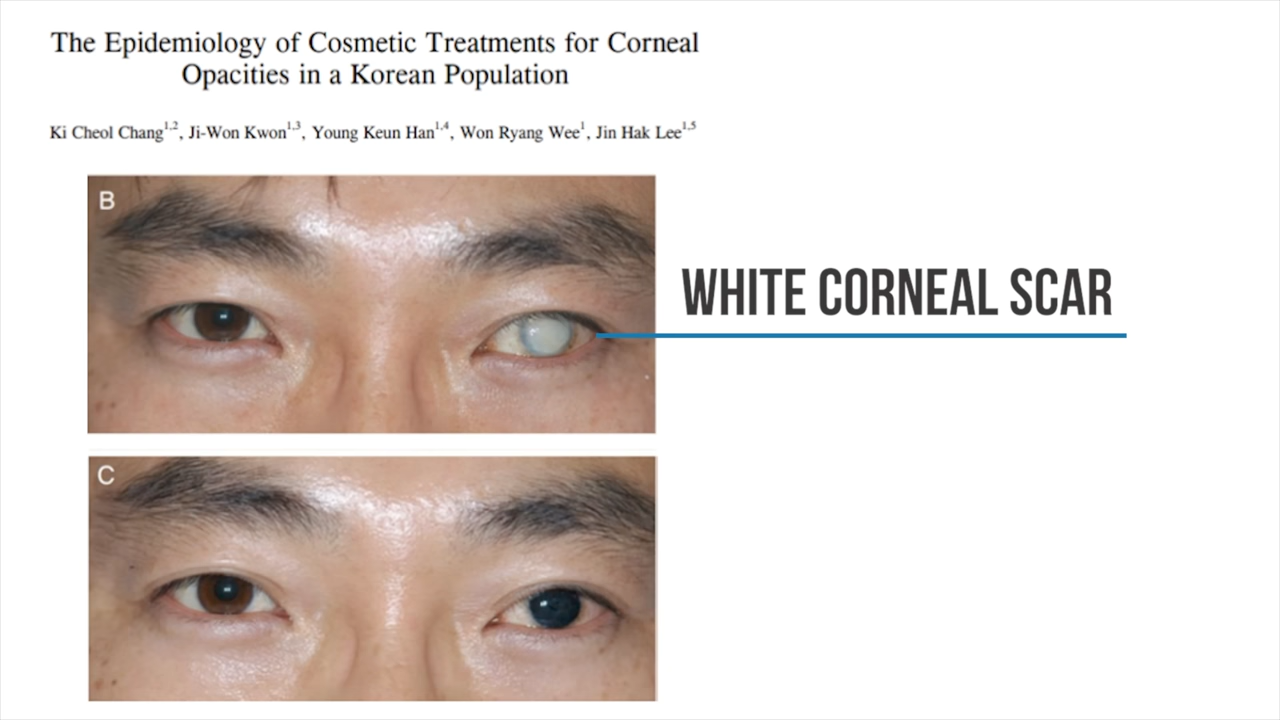 The Epidemiology of Cosmetic Treatments for Corneal
Opacities in a Korean Population
Ki Cheol Chang1,2, Ji-Won Kwon1,3, Young Keun Han1,4, Won Ryang Wee1, Jin Hak Lee1,5
B
WHITE CORNEAL SCAR
C